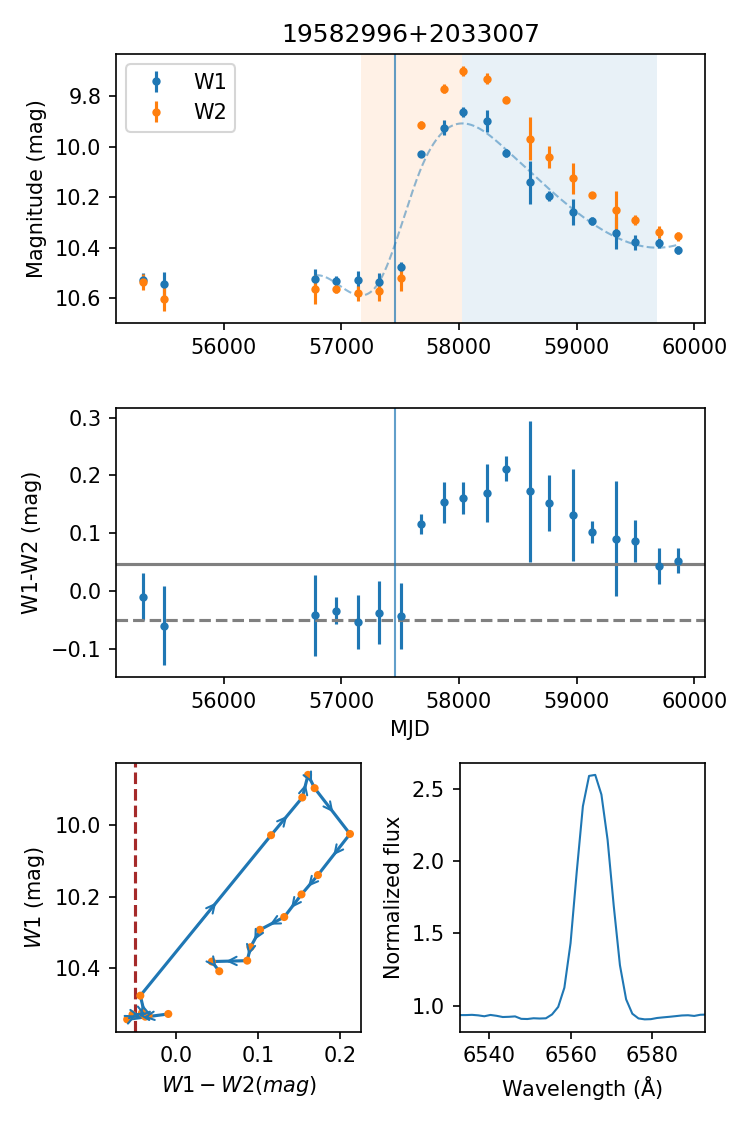 19582996+2033007
W1
W2
Magnitude (mag)
9.8
10.0
10.2
10.4
10.6
56000 57000 58000 59000 60000
W1-W2 (mag)
0.3
0.2
0.1
0.0
−0.1
56000 57000 58000 59000 60000
MJD
W1 (mag)
10.0
10.2
10.4
0.0 0.1 0.2
W1 − W2(mag)
Normalized flux
2.5
2.0
1.5
1.0
6540 6560 6580
Wavelength (Å)